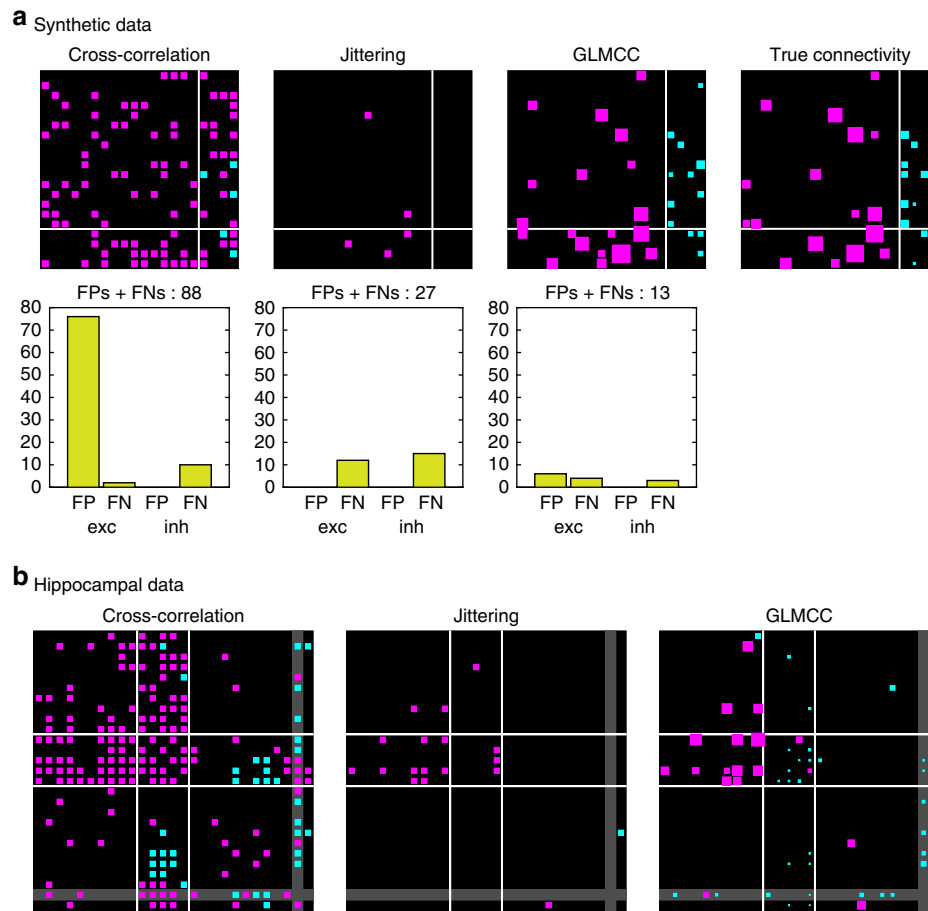 a Synthetic data
Cross-correlation Jittering GLMCC True connectivity
FPs + FNs : 88 FPs + FNs : 27 FPs + FNs : 13
80 80 80
70 70 70
60 60 60
50 50 50
40 40 40
30 30 30
20 20 20
10 10 10
0 0 0
FP FN FP FN FP FN FP FN FP FN FP FN
exc inh exc inh exc inh
b Hippocampal data
Cross-correlation Jittering GLMCC